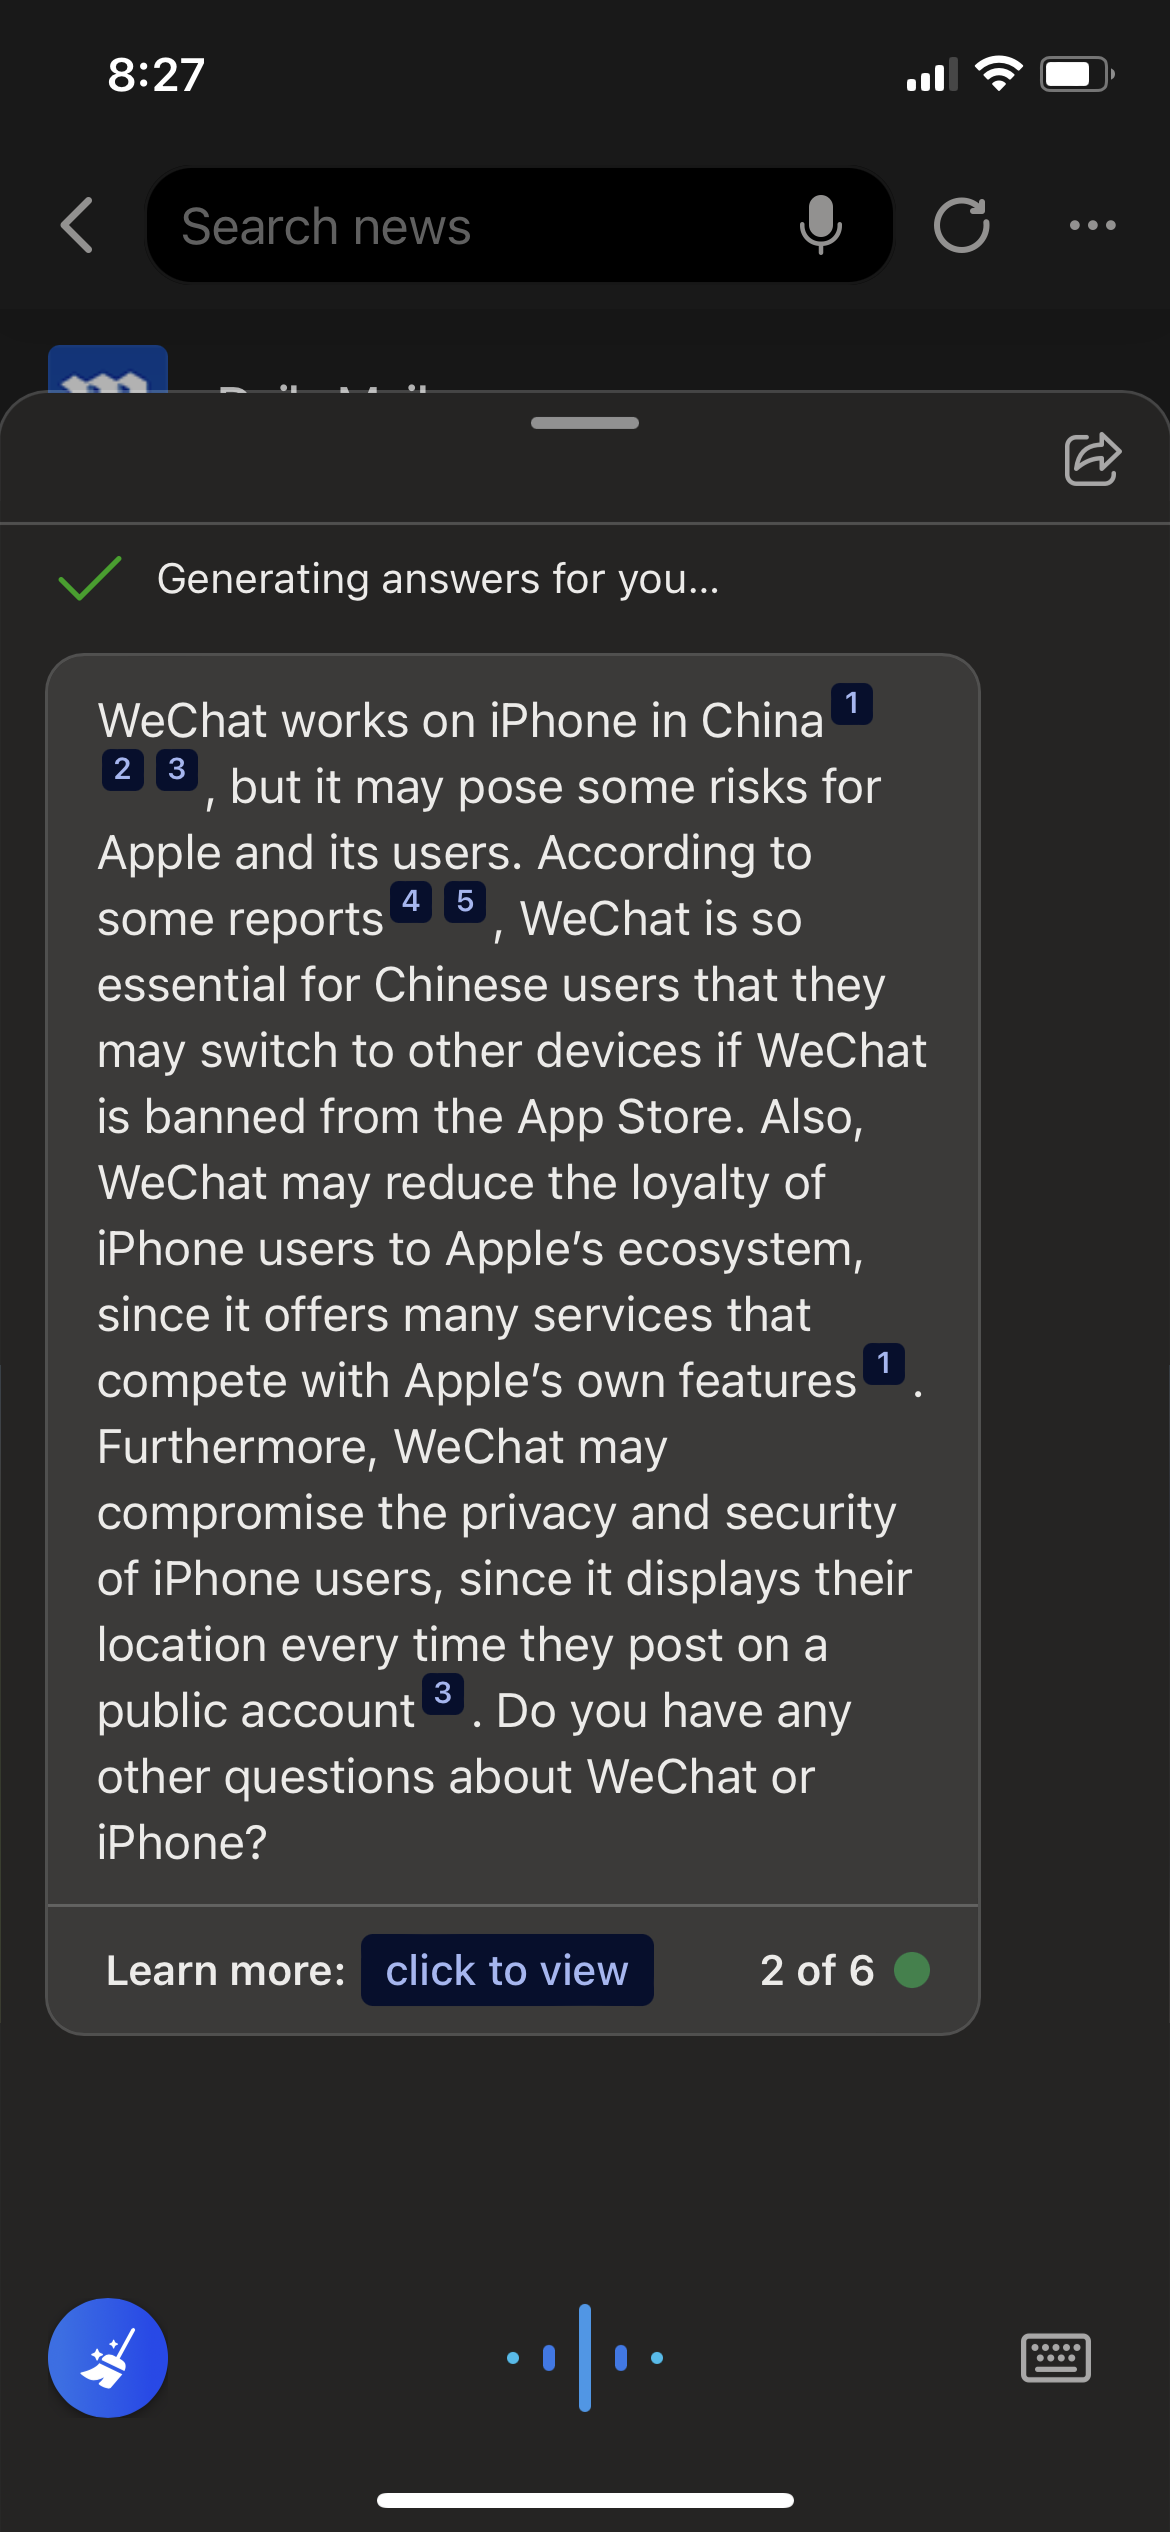 8:27
Search news
Daily Mail
Generating answers for you...
WeChat works on iPhone in China 1
2 3 , but it may pose some risks for
Apple and its users. According to
some reports 4 5 , WeChat is so
essential for Chinese users that they
may switch to other devices if WeChat
is banned from the App Store. Also,
WeChat may reduce the loyalty of
iPhone users to Apple’s ecosystem,
since it offers many services that
compete with Apple’s own features 1 .
Furthermore, WeChat may
compromise the privacy and security
of iPhone users, since it displays their
location every time they post on a
public account 3 . Do you have any
other questions about WeChat or
iPhone?
Learn more: click to view 2 of 6